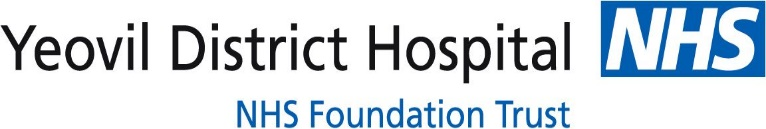 Yeovil District Hospital NHS
NHS Foundation Trust